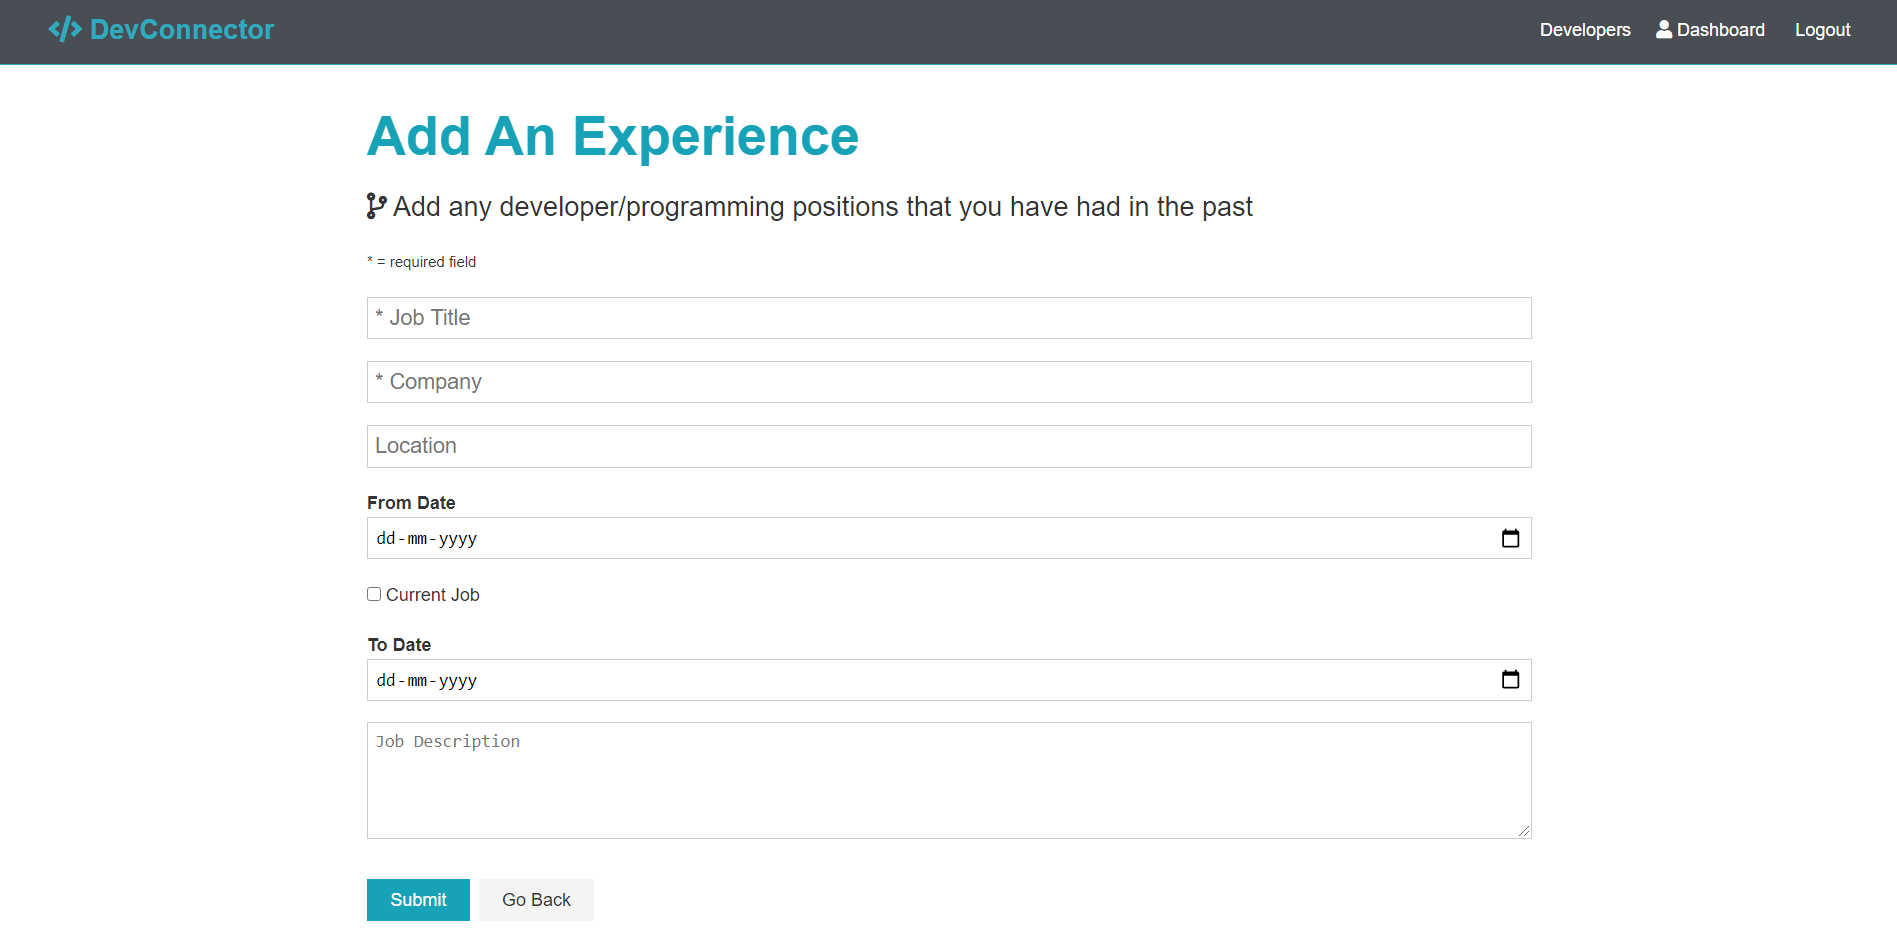 DevConnector
Developers Dashboard Logout
Add An Experience
Add any developer/programming positions that you have had in the past
* = required field
* Job Title
* Company
Location
From Date
dd-mm-yyyy
Current Job
To Date
dd-mm-yyyy
Job Description
Submit Go Back